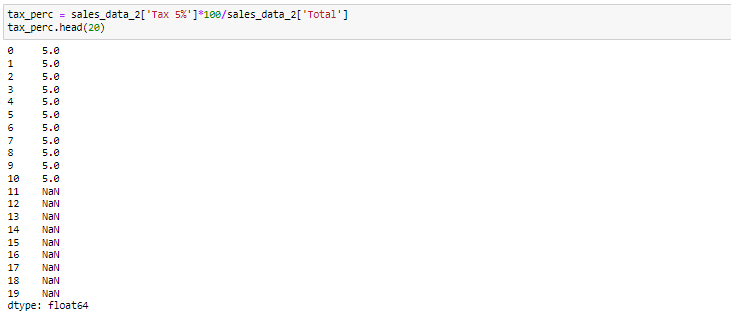 tax_perc = sales_data_2['Tax 5%']*100/sales_data_2['Total']
tax_perc.head(20)
0 5.0
1 5.0
2 5.0
3 5.0
4 5.0
5 5.0
6 5.0
7 5.0
8 5.0
9 5.0
10 5.0
11 NaN
12 NaN
13 NaN
14 NaN
15 NaN
16 NaN
17 NaN
18 NaN
19 NaN
dtype: float64